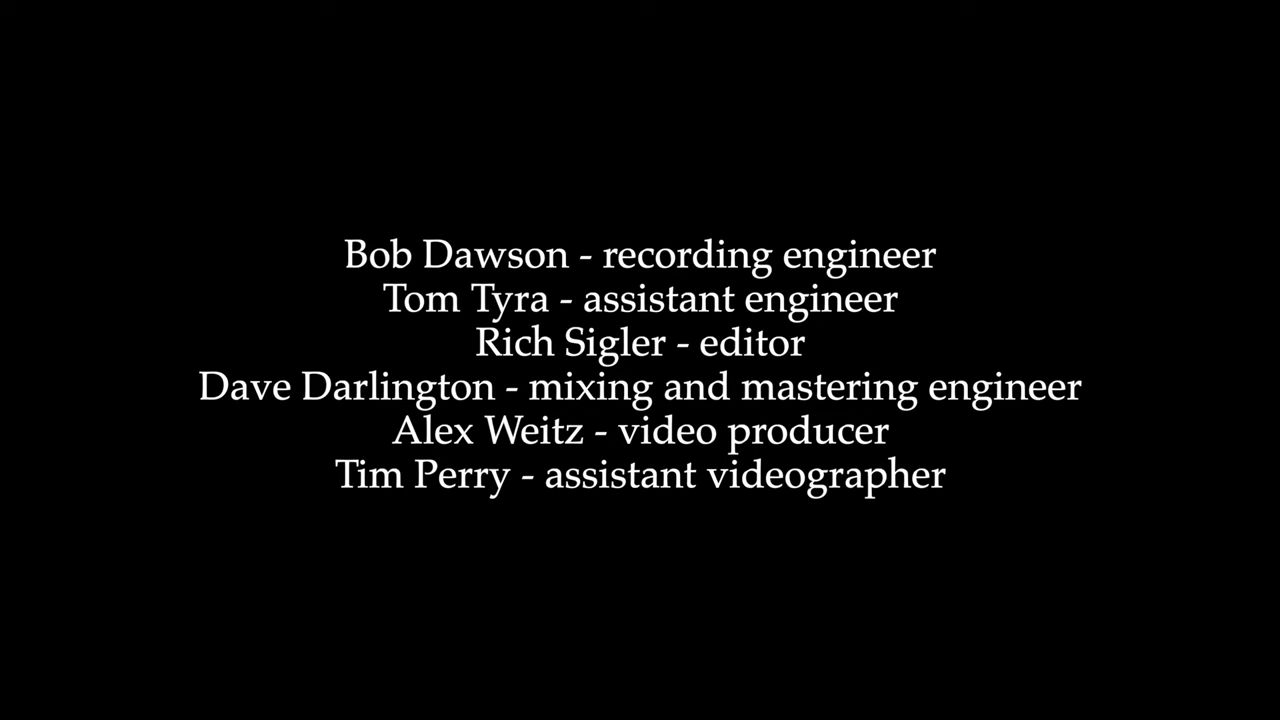 Bob Dawson - recording engineer
Tom Tyra - assistant engineer
Rich Sigler - editor
Dave Darlington - mixing and mastering engineer
Alex Weitz - video producer
Tim Perry - assistant videographer